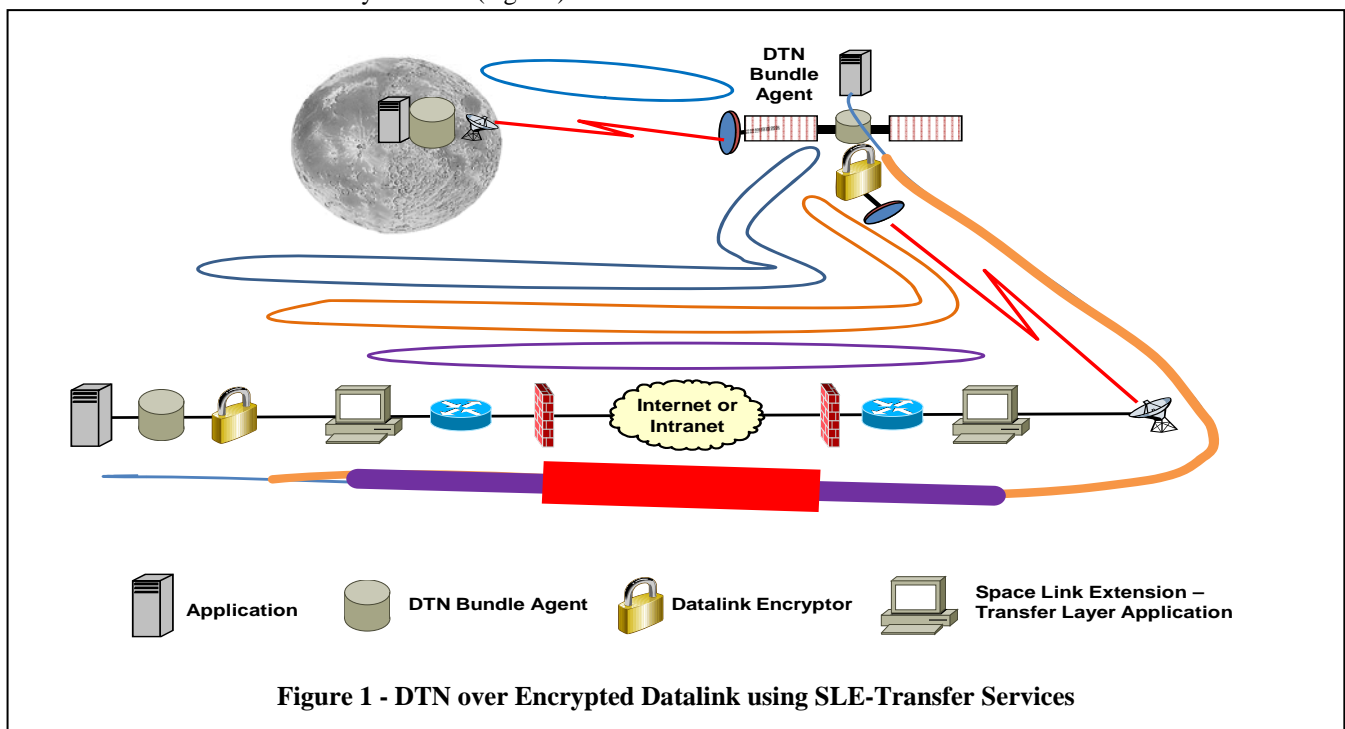 DTN
Bundle
Agent
Internet or
Intranet
Application
DTN Bundle Agent
Datalink Encryptor
Space Link Extension –
Transfer Layer Application
Figure 1 - DTN over Encrypted Datalink using SLE-Transfer Services